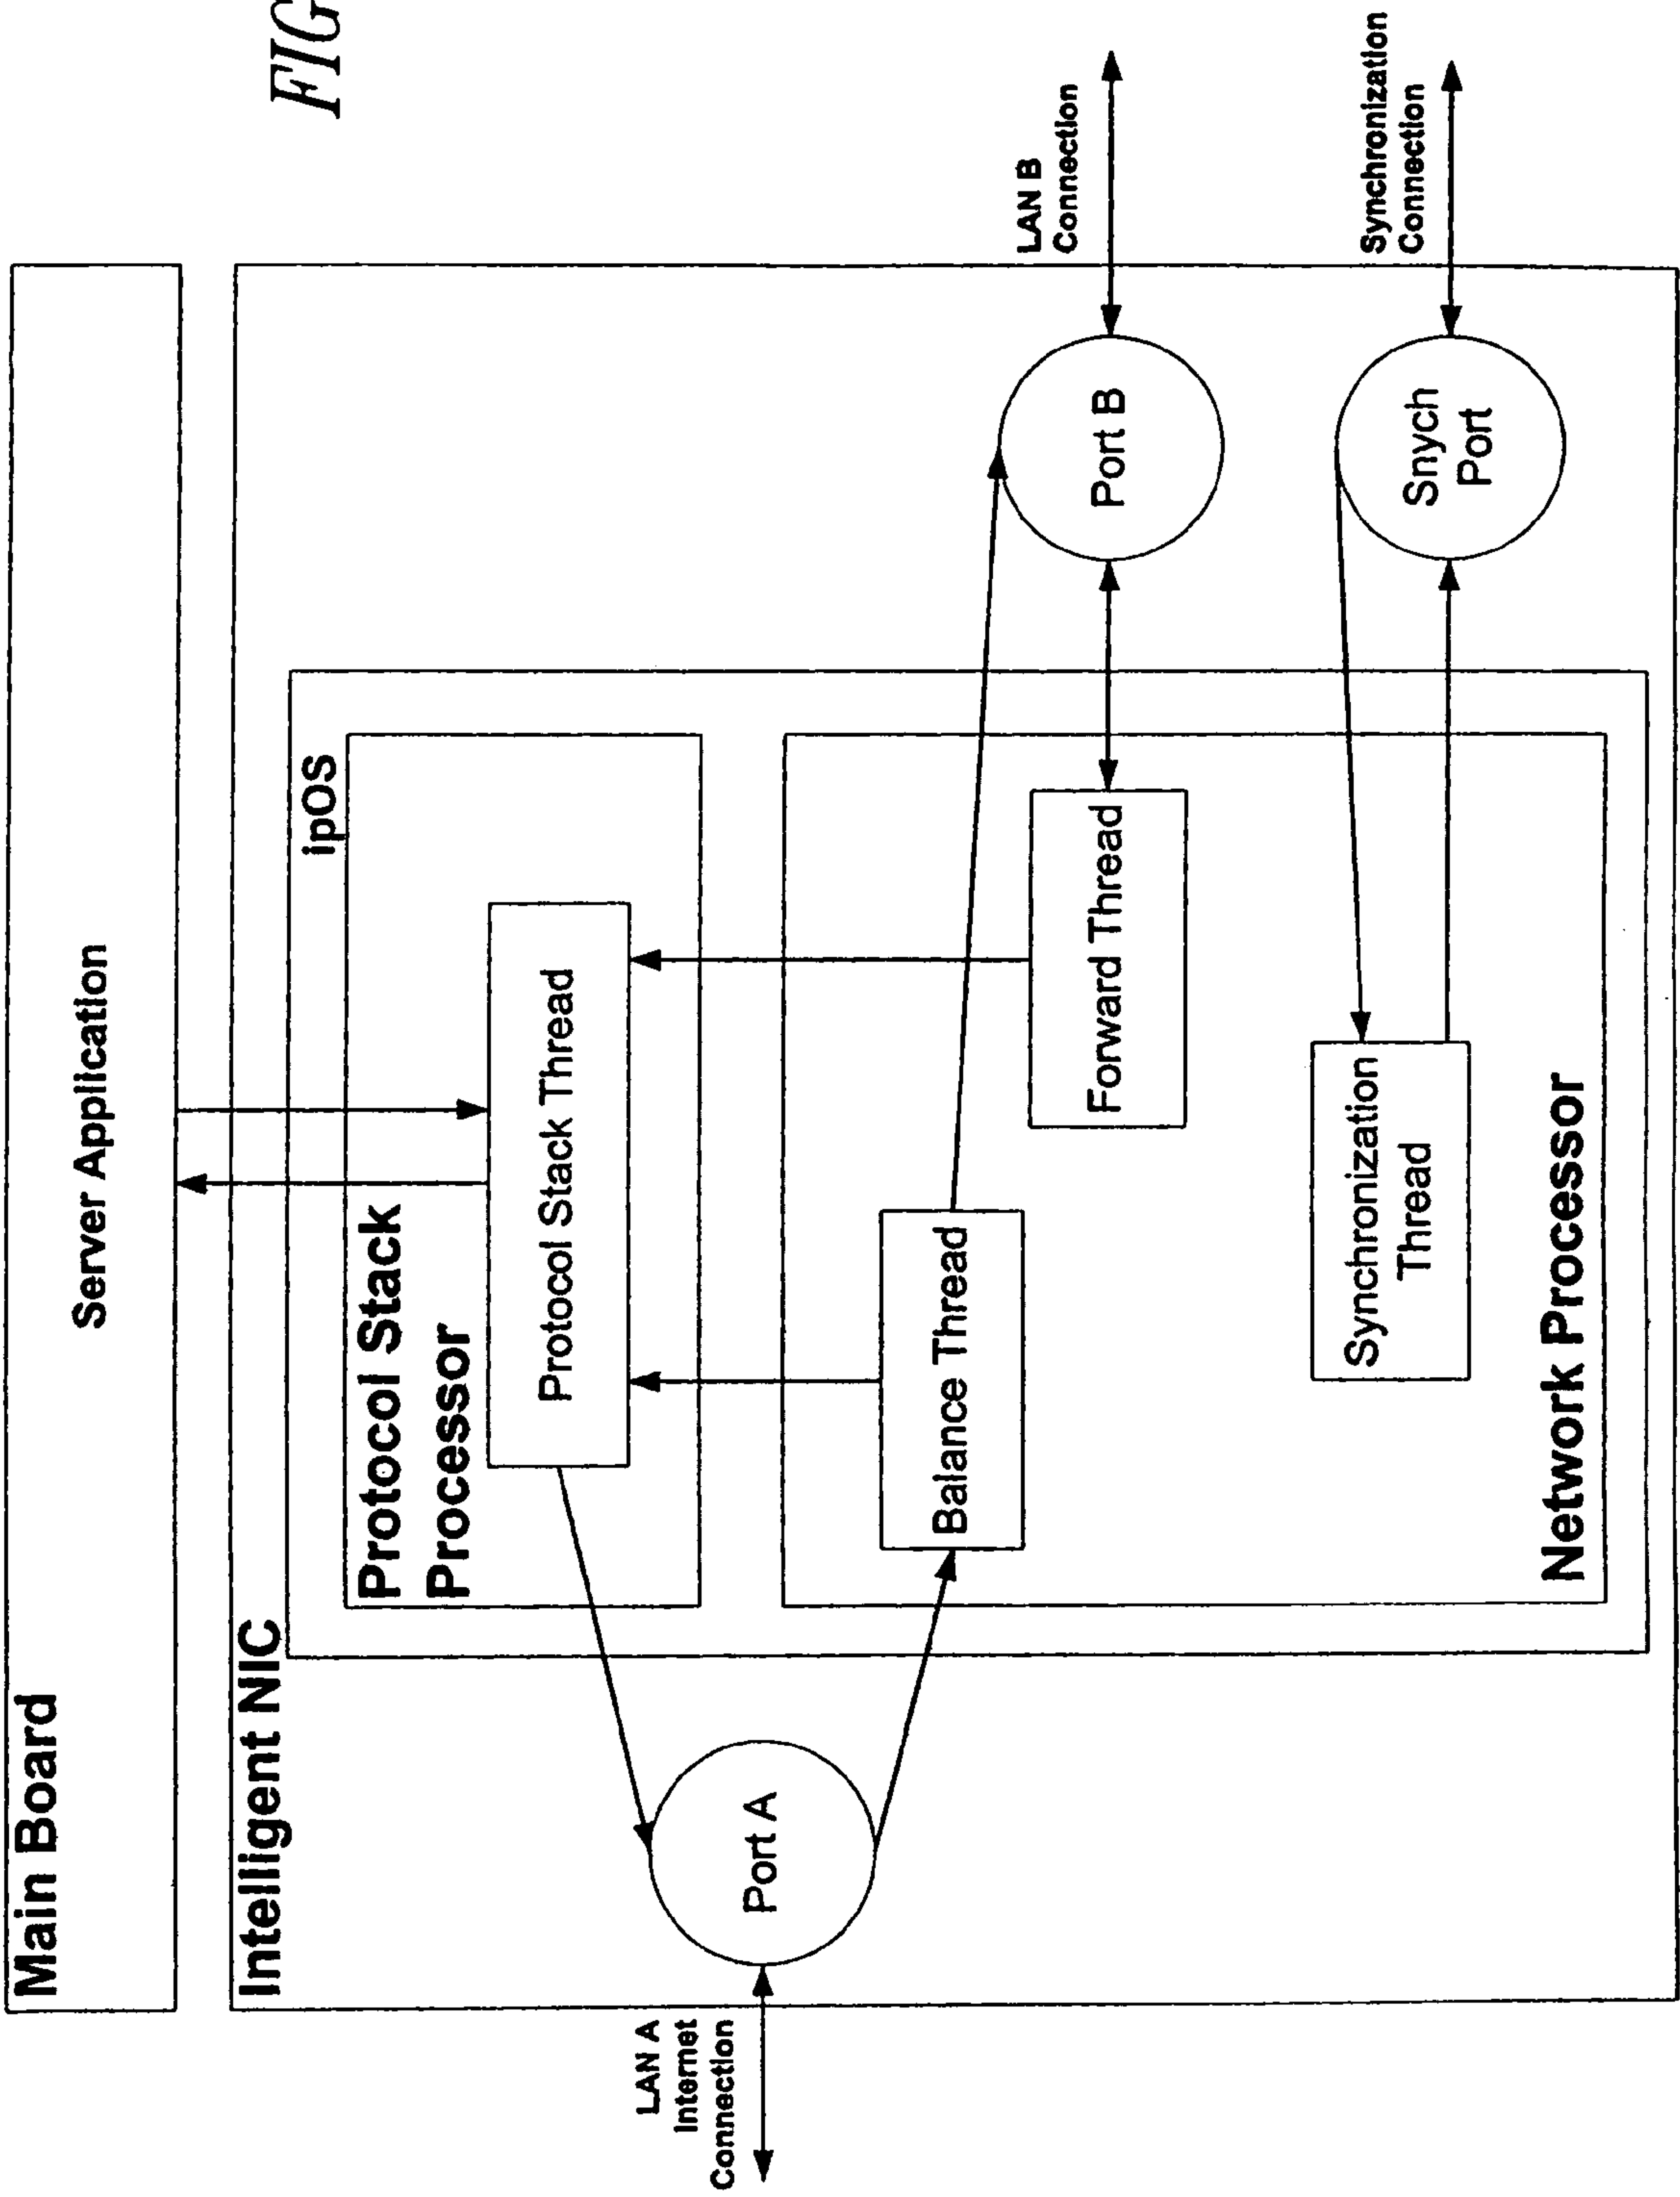 FIG
Main Board
Server Application
Intelligent NIC
ipOS
Protocol Stack
Processor
Protocol Stack Thread
LAN A
Internet
Connection
Port A
Balance Thread
Forward Thread
Port B
LAN B
Connection
Synchronization
Thread
Snych
Port
Synchronization
Connection
Network Processor